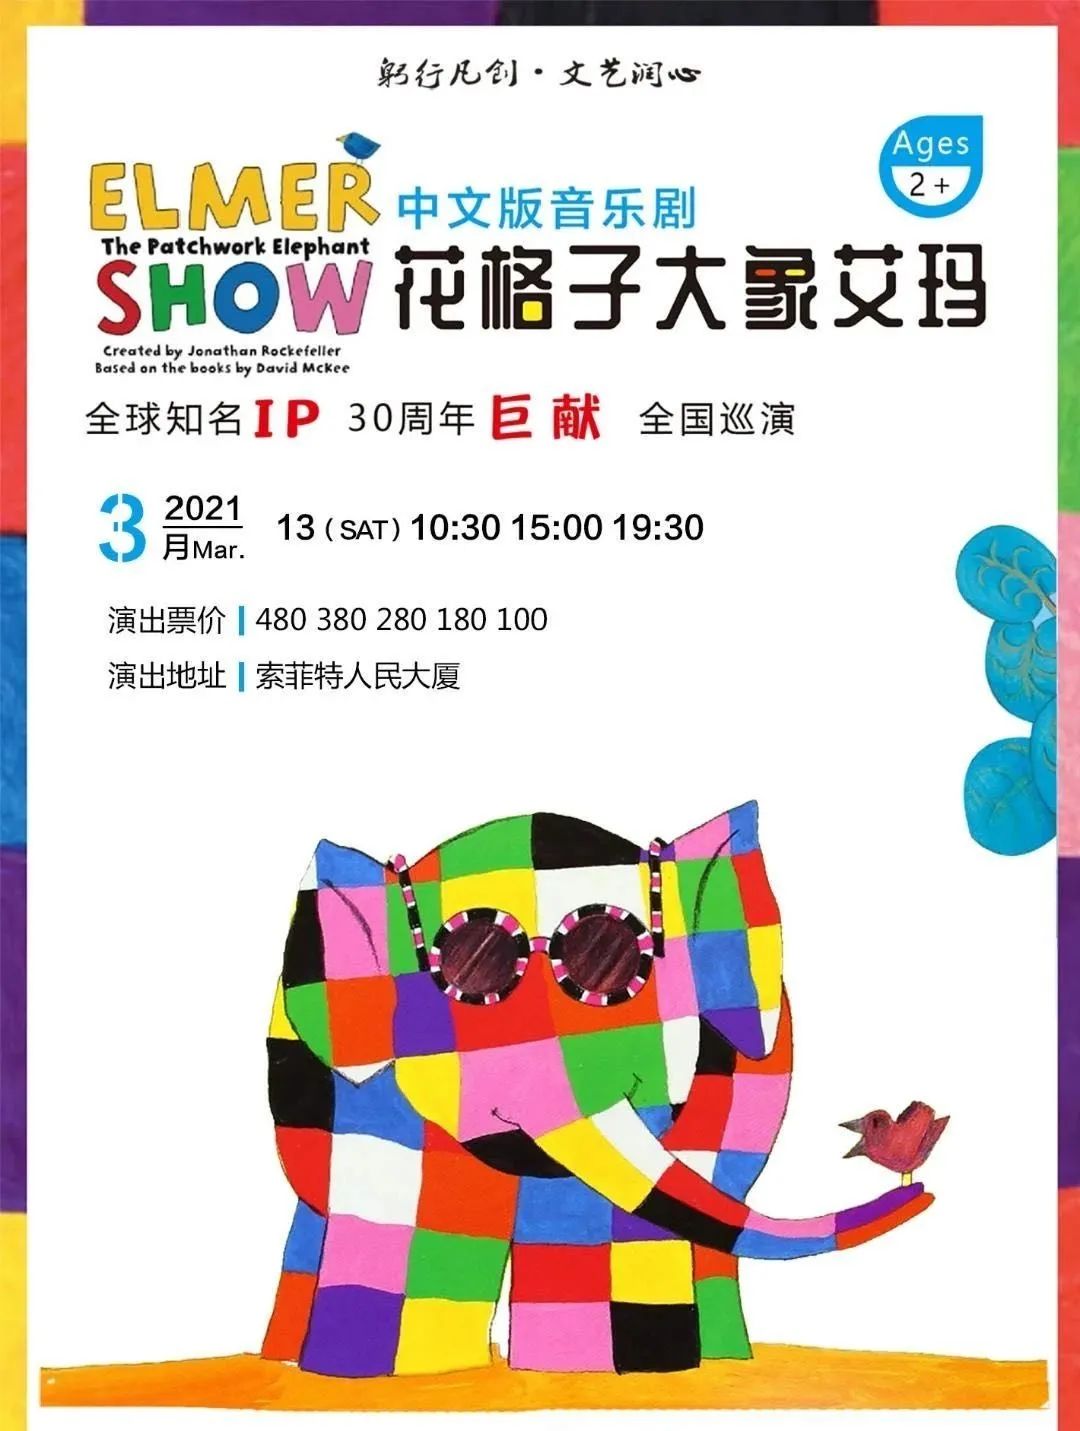 躬行凡创·文艺润心
Ages
2+
ELMER
The Patchwork Elephant
SHOW
Created by Jonathan Rockefeller
Based on the books by David McKee
中文版音乐剧
花格子大象艾玛
全球知名IP 30周年巨献 全国巡演
3月 2021 Mar. 13(SAT)10:30 15:00 19:30
演出票价 480 380 280 180 100
演出地址 索菲特人民大厦